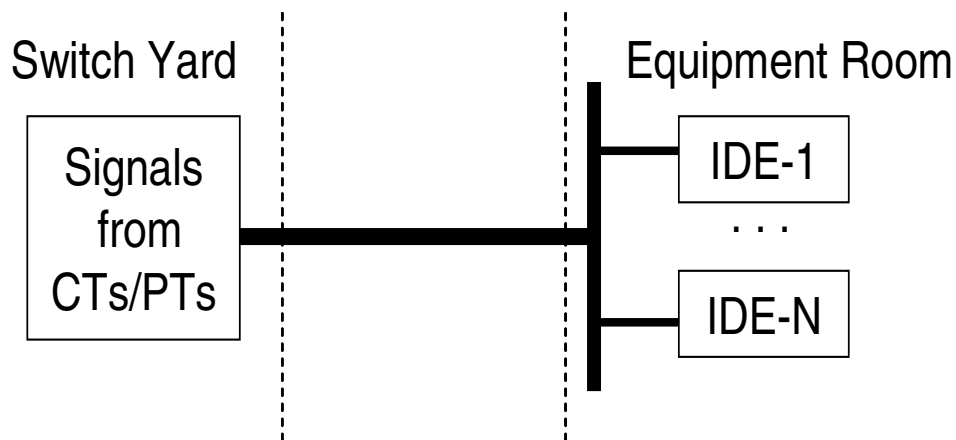 Switch Yard
Equipment Room
Signals
from
CTs/PTs
IDE-1
. . .
IDE-N